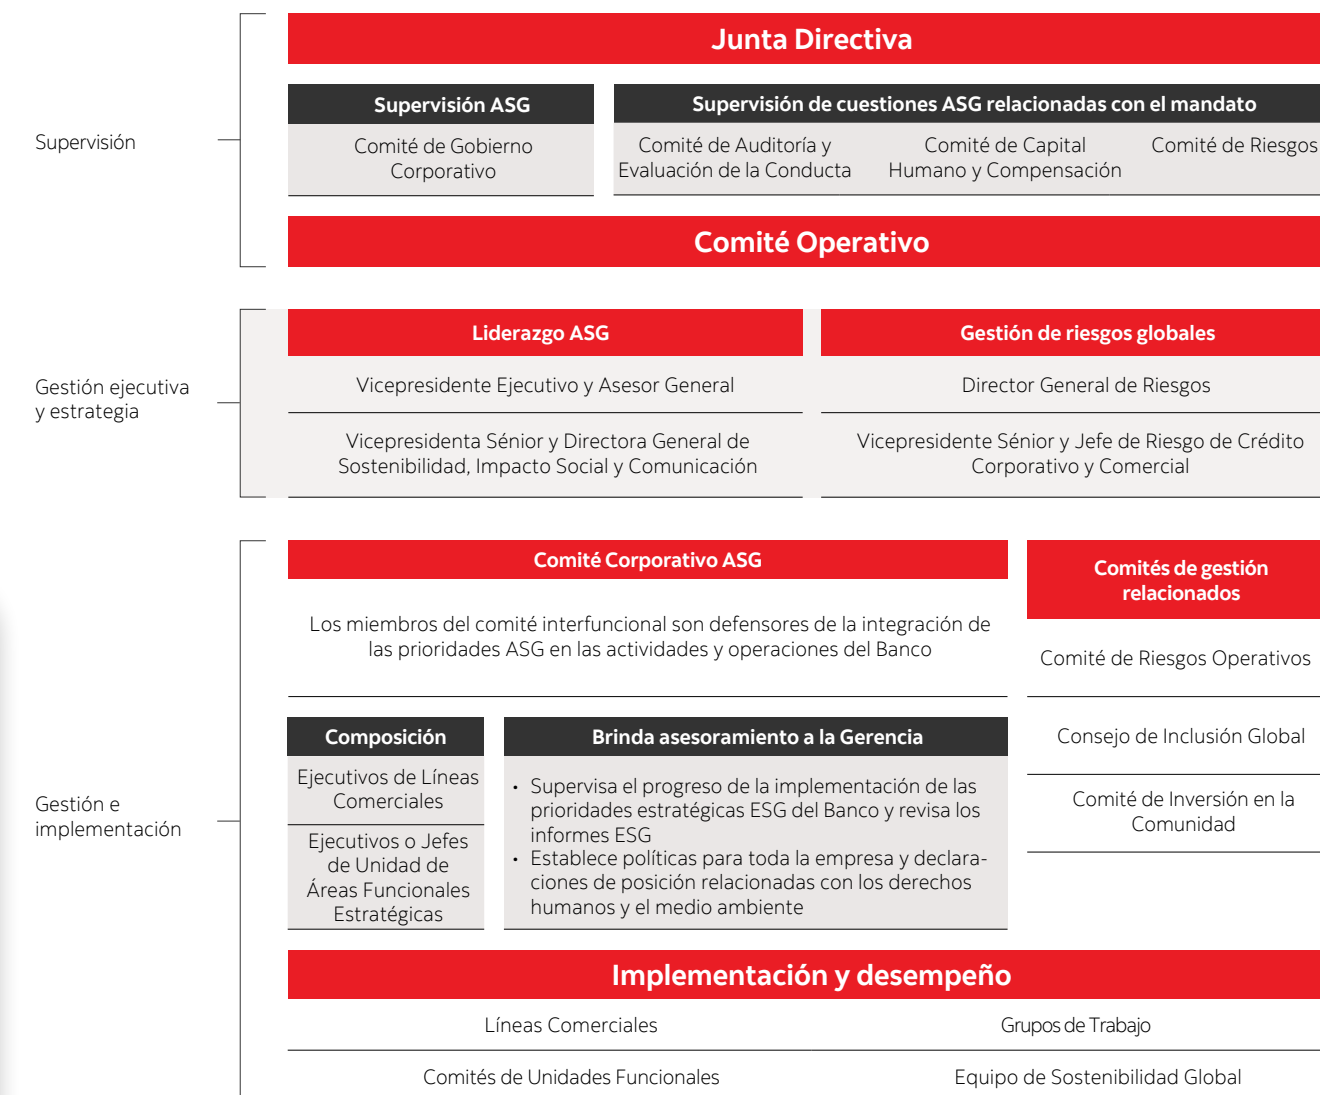 Junta Directiva
Supervisión
Supervisión ASG
Comité de Gobierno
Corporativo
Supervisión de cuestiones ASG relacionadas con el mandato
Comité de Auditoría y
Evaluación de la Conducta
Comité de Capital
Humano y Compensación
Comité de Riesgos
Comité Operativo
Gestión ejecutiva
y estrategia
Liderazgo ASG
Vicepresidente Ejecutivo y Asesor General
Vicepresidenta Sénior y Directora General de
Sostenibilidad, Impacto Social y Comunicación
Gestión de riesgos globales
Director General de Riesgos
Vicepresidente Sénior y Jefe de Riesgo de Crédito
Corporativo y Comercial
Gestión e
implementación
Comité Corporativo ASG
Los miembros del comité interfuncional son defensores de la integración de
las prioridades ASG en las actividades y operaciones del Banco
Composición
Ejecutivos de Líneas
Comerciales
Ejecutivos o Jefes
de Unidad de
Áreas Funcionales
Estratégicas
Brinda asesoramiento a la Gerencia
• Supervisa el progreso de la implementación de las
prioridades estratégicas ESG del Banco y revisa los
informes ESG
• Establece políticas para toda la empresa y declara-
ciones de posición relacionadas con los derechos
humanos y el medio ambiente
Comités de gestión
relacionados
Comité de Riesgos Operativos
Consejo de Inclusión Global
Comité de Inversión en la
Comunidad
Implementación y desempeño
Líneas Comerciales
Grupos de Trabajo
Comités de Unidades Funcionales
Equipo de Sostenibilidad Global